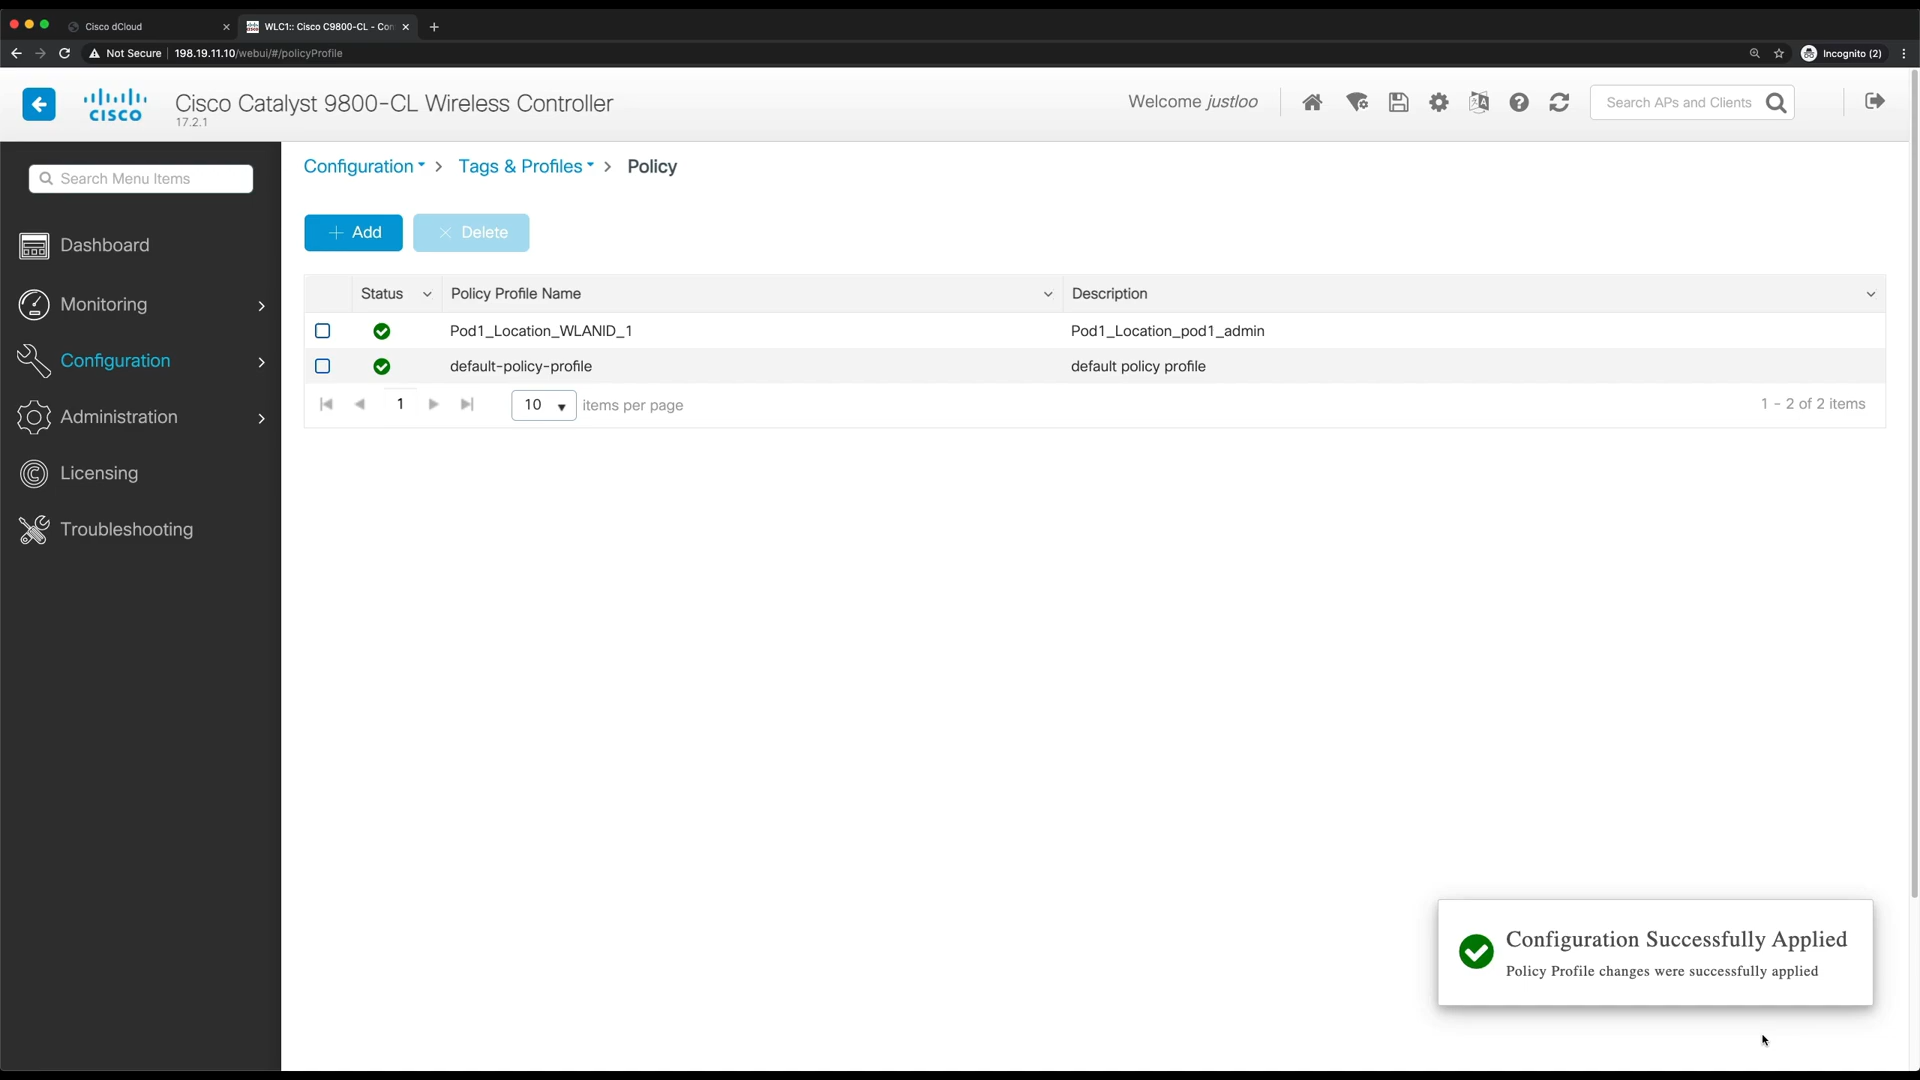 Cisco dCloud
WLC1:: Cisco C9800-CL - Con
Not Secure
198.19.11.10/webui/#/policyProfile
Incognito (2)
CISCO
Cisco Catalyst 9800-CL Wireless Controller
17.2.1
Welcome justloo
Search APs and Clients
Search Menu Items
Dashboard
Monitoring
Configuration
Administration
Licensing
Troubleshooting
Configuration > Tags & Profiles > Policy
+ Add
× Delete
Status Policy Profile Name Description
Pod1_Location_WLANID_1 Pod1_Location_pod1_admin
default-policy-profile default policy profile
1 10 items per page 1 - 2 of 2 items
Configuration Successfully Applied
Policy Profile changes were successfully applied